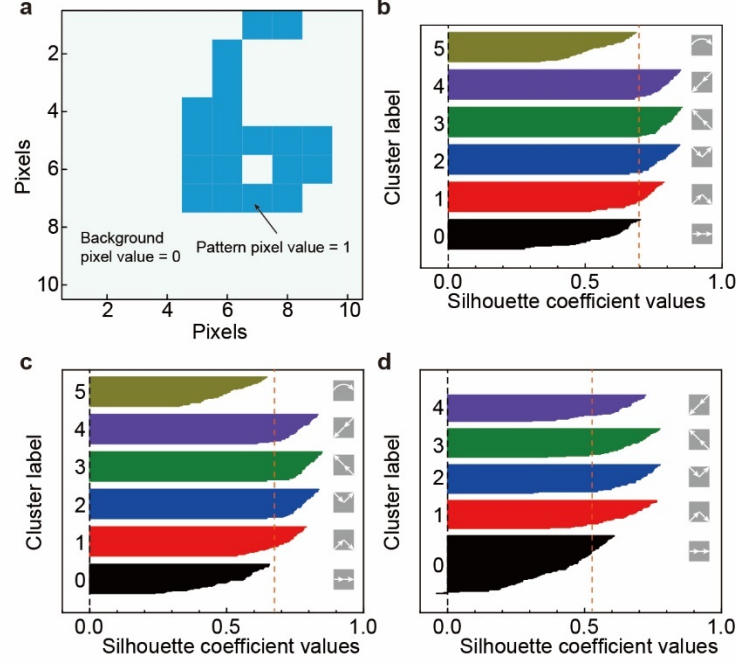 a
2
4
6
8
10
Pixels
Background
pixel value = 0
Pattern pixel value = 1
2 4 6 8 10
Pixels
b
5
4
3
2
1
0
Cluster label
0.0 0.5 1.0
Silhouette coefficient values
c
5
4
3
2
1
0
Cluster label
0.0 0.5 1.0
Silhouette coefficient values
d
4
3
2
1
0
Cluster label
0.0 0.5 1.0
Silhouette coefficient values